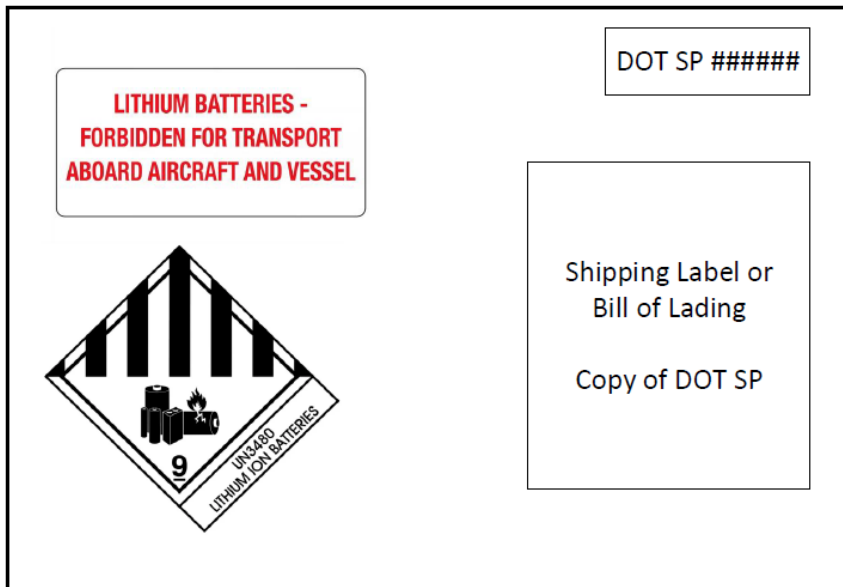 DOT SP ######
LITHIUM BATTERIES -
FORBIDDEN FOR TRANSPORT
ABOARD AIRCRAFT AND VESSEL
Shipping Label or
Bill of Lading
Copy of DOT SP
9
UN3480
LITHIUM ION BATTERIES